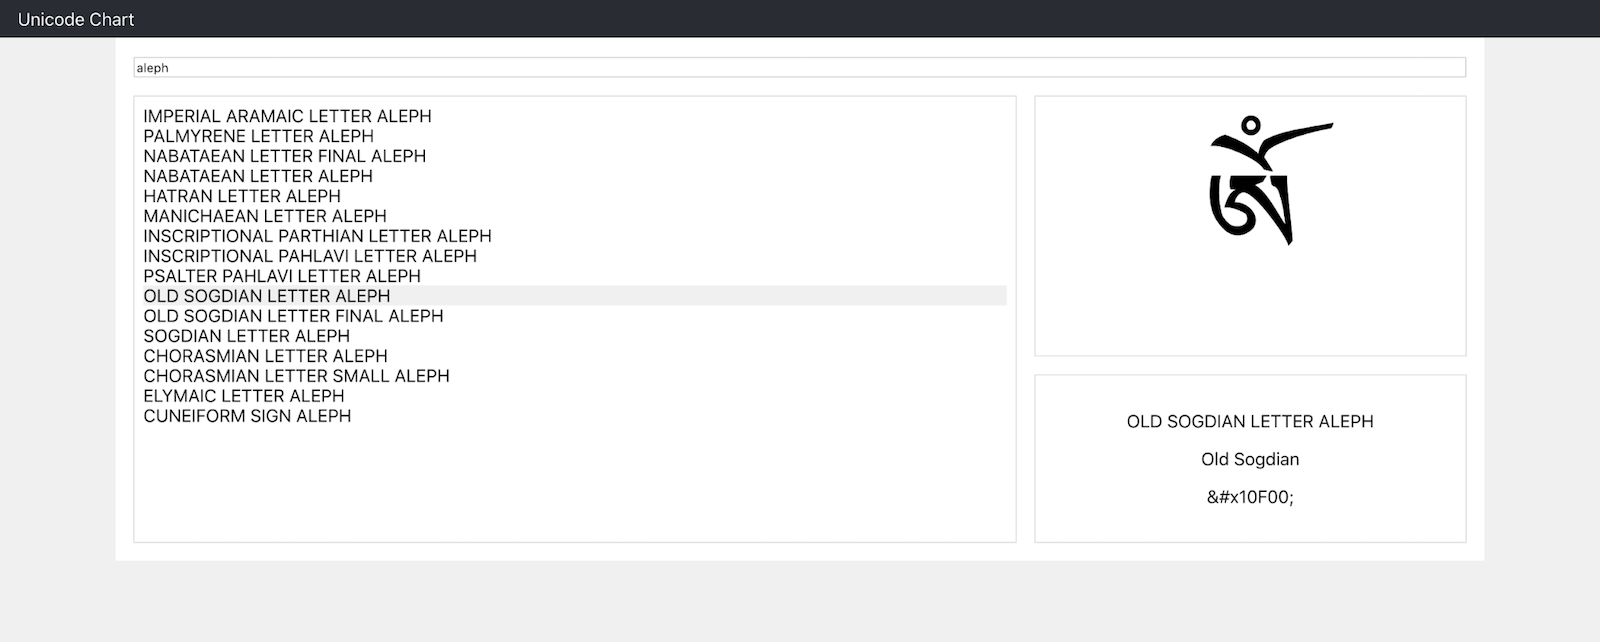 Unicode Chart
aleph
IMPERIAL ARAMAIC LETTER ALEPH
PALMYRENE LETTER ALEPH
NABATAEAN LETTER FINAL ALEPH
NABATAEAN LETTER ALEPH
HATRAN LETTER ALEPH
MANICHAEAN LETTER ALEPH
INSCRIPTIONAL PARTHIAN LETTER ALEPH
INSCRIPTIONAL PAHLAVI LETTER ALEPH
PSALTER PAHLAVI LETTER ALEPH
OLD SOGDIAN LETTER ALEPH
OLD SOGDIAN LETTER FINAL ALEPH
SOGDIAN LETTER ALEPH
CHORASMIAN LETTER ALEPH
CHORASMIAN LETTER SMALL ALEPH
ELYMAIC LETTER ALEPH
CUNEIFORM SIGN ALEPH
ༀ
OLD SOGDIAN LETTER ALEPH
Old Sogdian
&#x10F00;